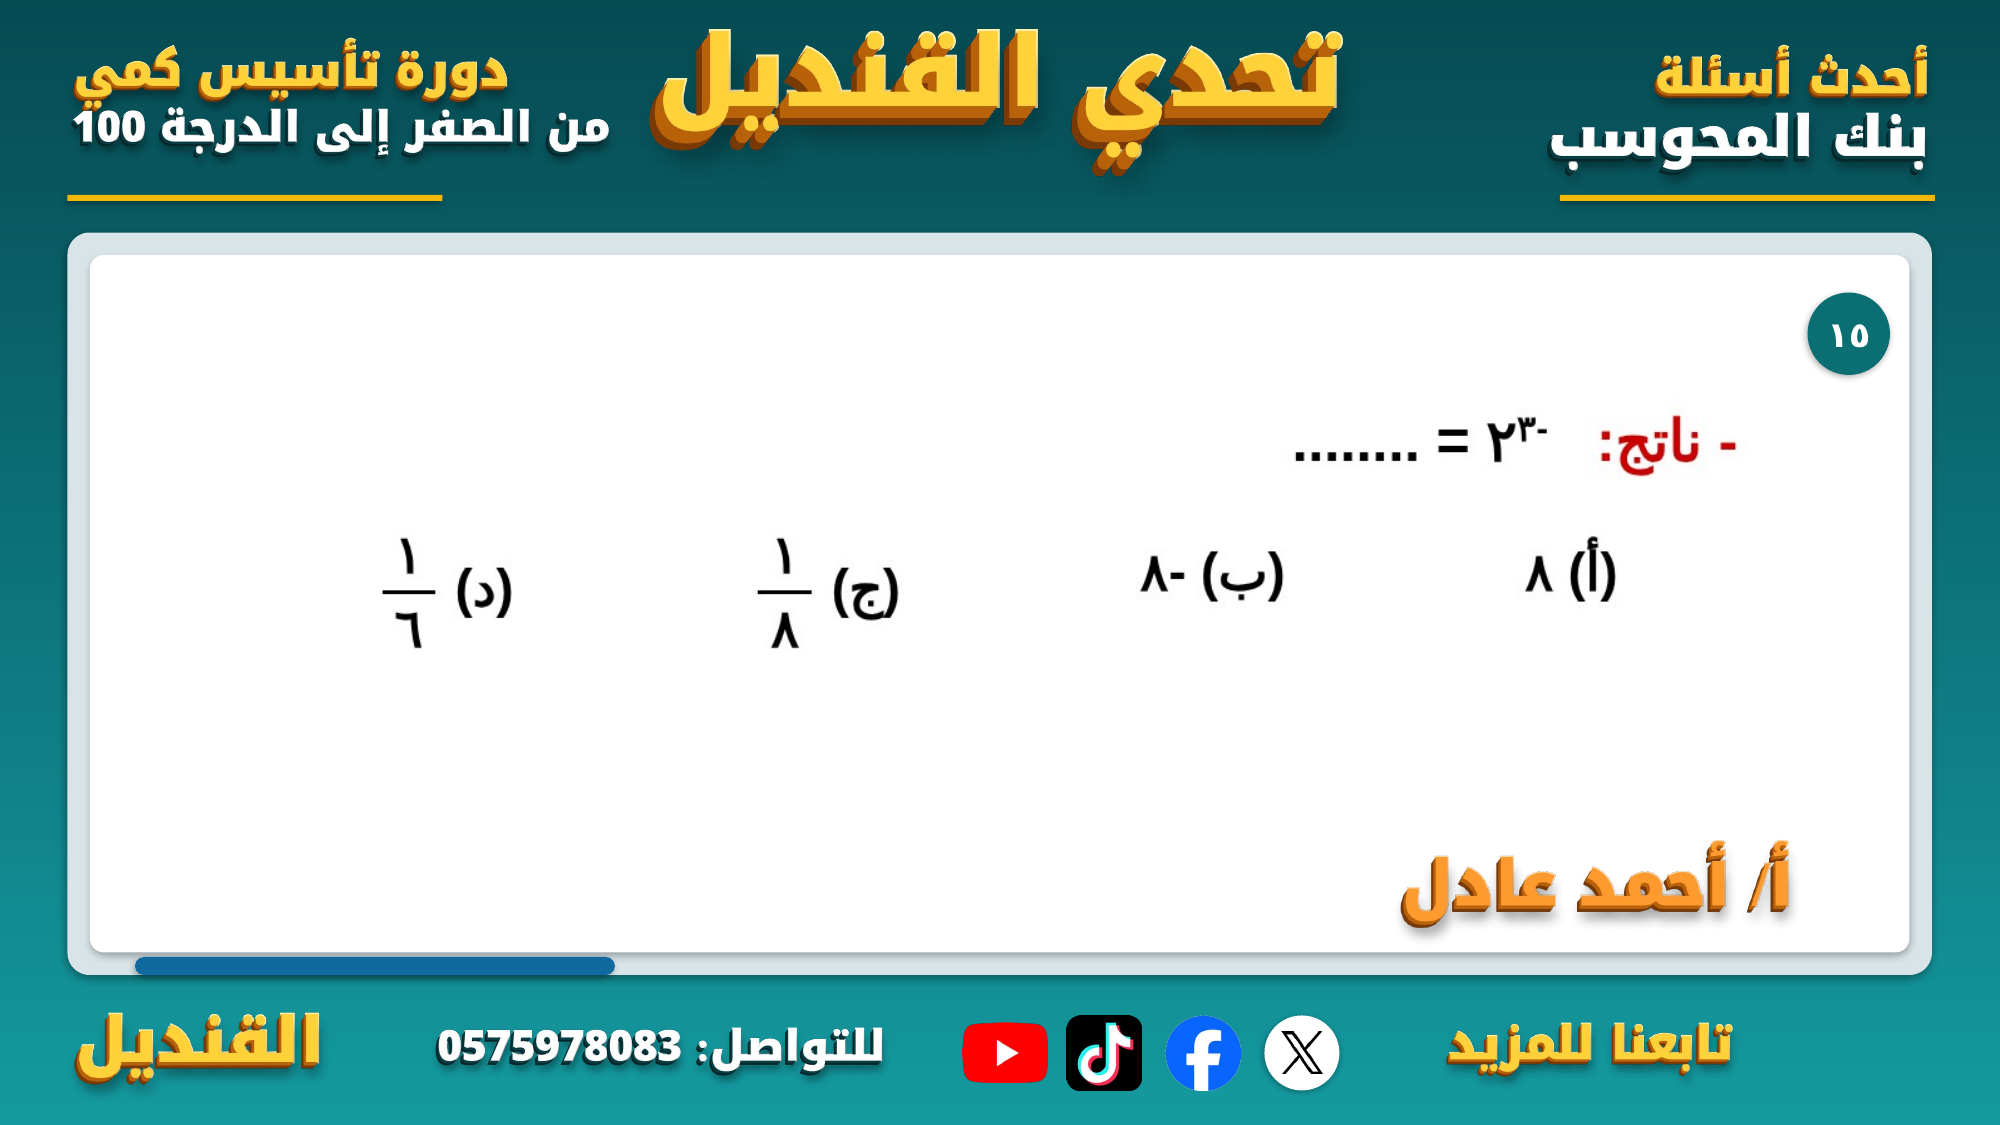 أحدث أسئلة
بنك المحوسب
تحدي القنديل
دورة تأسيس كمي
من الصفر إلى الدرجة 100
١٥
- ناتج: ٢⁻³ = ........
(أ) ٨ (ب) -٨ (ج) ١/٨ (د) ١/٦
أ/ أحمد عادل
تابعنا للمزيد
للتواصل: 0575978083
القنديل